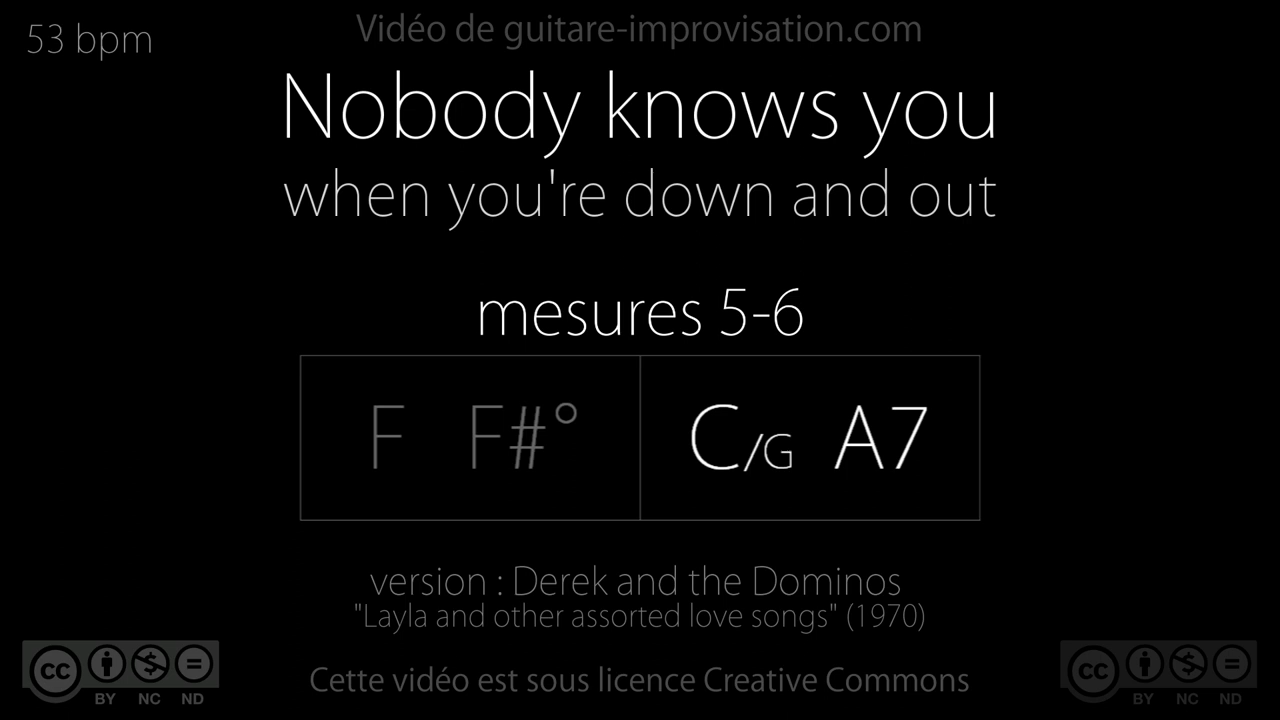 53 bpm
Vidéo de guitare-improvisation.com
Nobody knows you
when you're down and out
mesures 5-6
F F#° C/G A7
version : Derek and the Dominos
"Layla and other assorted love songs" (1970)
Cette vidéo est sous licence Creative Commons
cc BY NC ND
cc BY NC ND